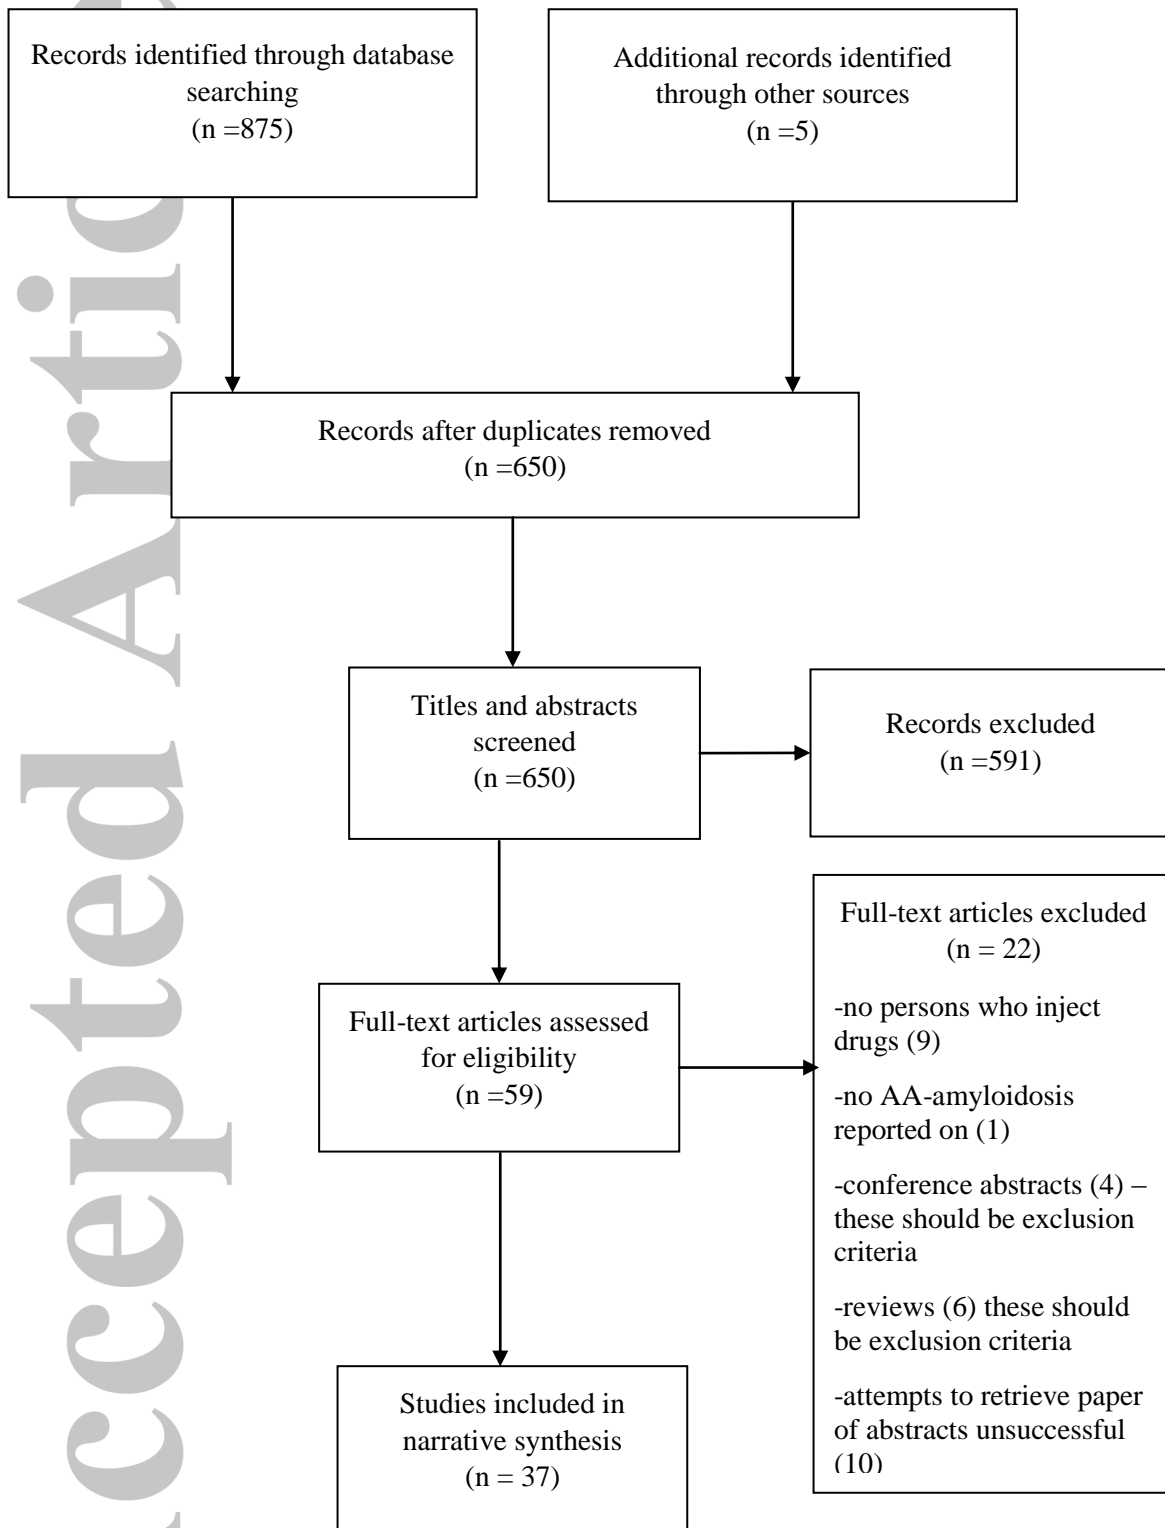 Records identified through database
searching
(n =875)
Additional records identified
through other sources
(n =5)
Records after duplicates removed
(n =650)
Titles and abstracts
screened
(n =650)
Records excluded
(n =591)
Full-text articles assessed
for eligibility
(n =59)
Full-text articles excluded
(n = 22)
-no persons who inject
drugs (9)
-no AA-amyloidosis
reported on (1)
-conference abstracts (4) –
these should be exclusion
criteria
-reviews (6) these should
be exclusion criteria
-attempts to retrieve paper
of abstracts unsuccessful
(10)
Studies included in
narrative synthesis
(n = 37)
ccepted Artic